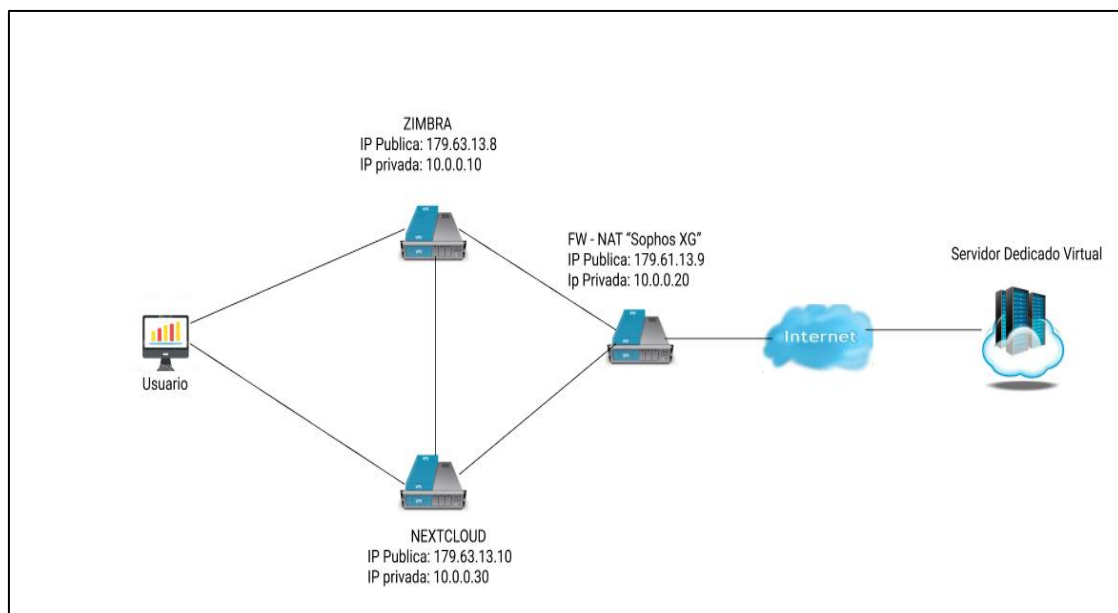 ZIMBRA
IP Publica: 179.63.13.8
IP privada: 10.0.0.10
FW - NAT “Sophos XG”
IP Publica: 179.61.13.9
Ip Privada: 10.0.0.20
Servidor Dedicado Virtual
Internet
Usuario
NEXTCLOUD
IP Publica: 179.63.13.10
IP privada: 10.0.0.30